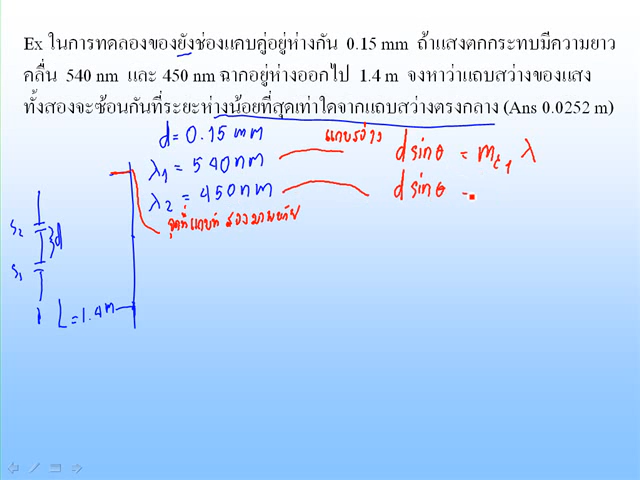 Ex ในการทดลองของยังช่องแคบคู่อยู่ห่างกัน 0.15 mm ถ้าแสงตกกระทบมีความยาว
คลื่น 540 nm และ 450 nm ฉากอยู่ห่างออกไป 1.4 m จงหาว่าแถบสว่างของแสง
ทั้งสองจะซ้อนกันที่ระยะห่างน้อยที่สุดเท่าใดจากแถบสว่างตรงกลาง (Ans 0.0252 m)
d = 0.15 mm
แถบสว่าง
λ1 = 540 nm
d sinθ = m λ
λ2 = 450 nm
d sinθ =
S2
d
S1
L = 1.4 m